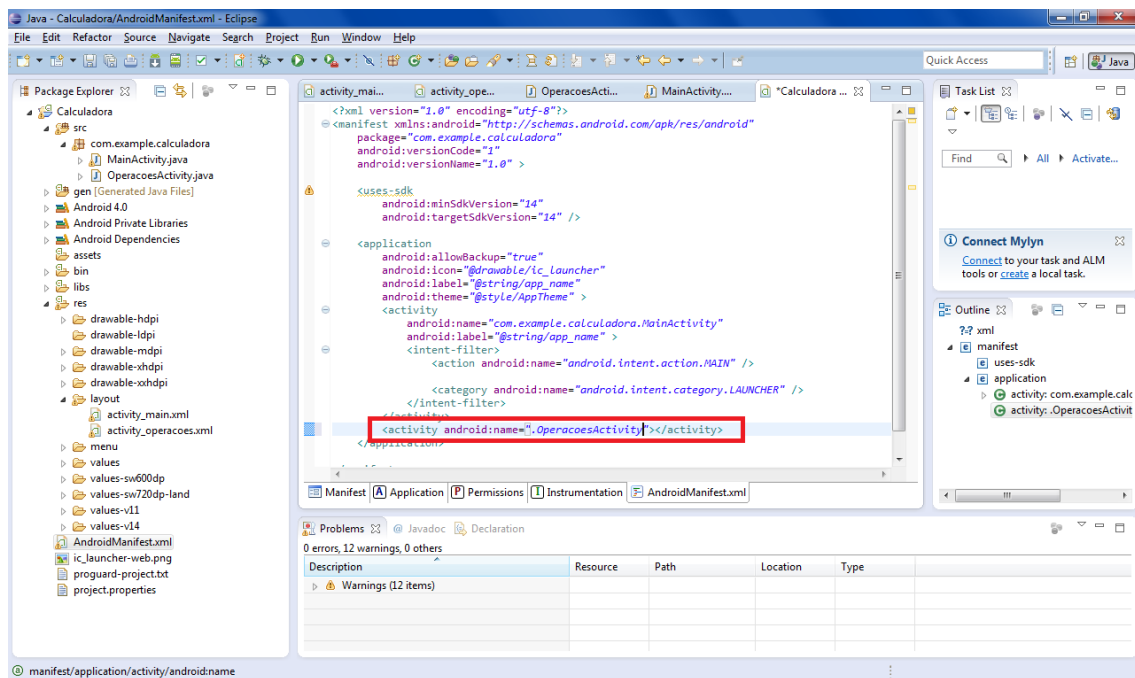 Java - Calculadora/AndroidManifest.xml - Eclipse
File Edit Refactor Source Navigate Search Project Run Window Help
Quick Access
Java
Package Explorer
Calculadora
src
com.example.calculadora
MainActivity.java
OperacoesActivity.java
gen [Generated Java Files]
Android 4.0
Android Private Libraries
Android Dependencies
assets
bin
libs
res
drawable-hdpi
drawable-ldpi
drawable-mdpi
drawable-xhdpi
drawable-xxhdpi
layout
activity_main.xml
activity_operacoes.xml
menu
values
values-sw600dp
values-sw720dp-land
values-v11
values-v14
AndroidManifest.xml
ic_launcher-web.png
proguard-project.txt
project.properties
activity_mai... activity_ope... OperacoesActi... MainActivity.... *Calculadora ...
<?xml version="1.0" encoding="utf-8"?>
<manifest xmlns:android="http://schemas.android.com/apk/res/android"
package="com.example.calculadora"
android:versionCode="1"
android:versionName="1.0" >
<uses-sdk
android:minSdkVersion="14"
android:targetSdkVersion="14" />
<application
android:allowBackup="true"
android:icon="@drawable/ic_launcher"
android:label="@string/app_name"
android:theme="@style/AppTheme" >
<activity
android:name="com.example.calculadora.MainActivity"
android:label="@string/app_name" >
<intent-filter>
<action android:name="android.intent.action.MAIN" />
<category android:name="android.intent.category.LAUNCHER" />
</intent-filter>
</activity>
<activity android:name=".OperacoesActivity"></activity>
</application>
Manifest A Application P Permissions I Instrumentation AndroidManifest.xml
Task List
Find All Activate...
Connect Mylyn
Connect to your task and ALM
tools or create a local task.
Outline
?=? xml
e manifest
e uses-sdk
e application
activity: com.example.calc
activity: .OperacoesActivit
Problems @ Javadoc Declaration
0 errors, 12 warnings, 0 others
Description Resource Path Location Type
Warnings (12 items)
manifest/application/activity/android:name